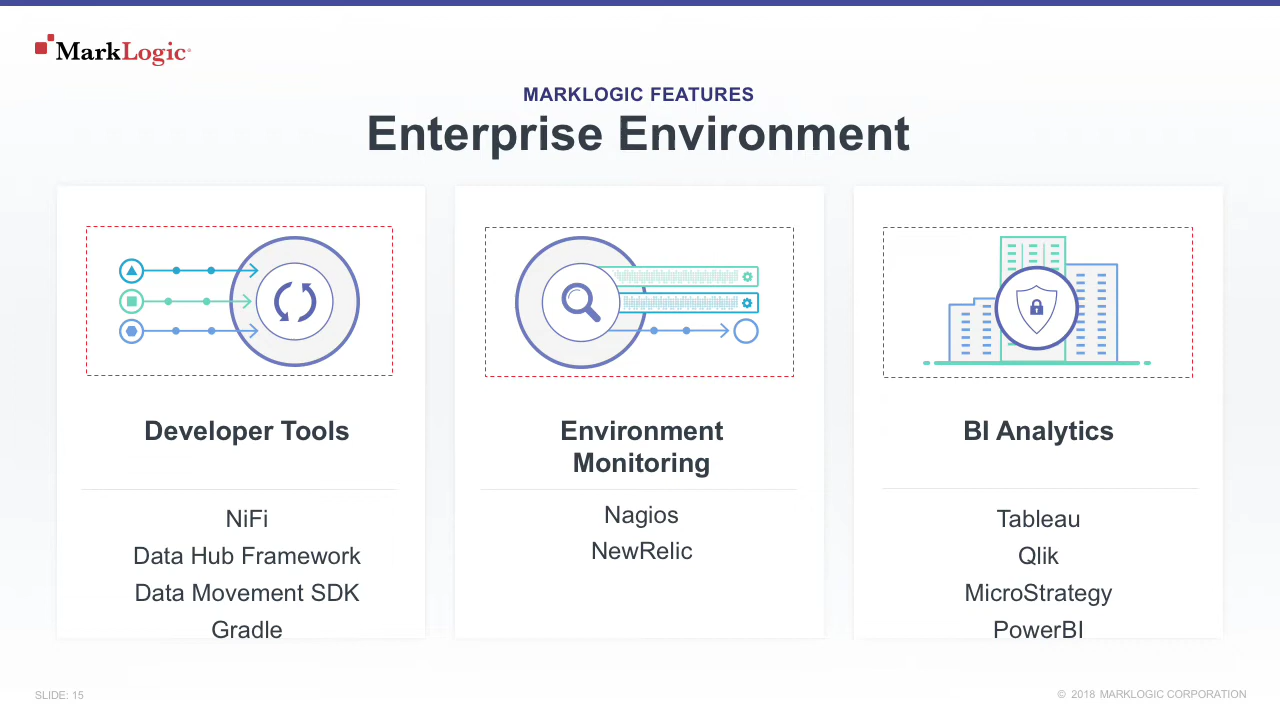 MarkLogic
MARKLOGIC FEATURES
Enterprise Environment
Developer Tools
NiFi
Data Hub Framework
Data Movement SDK
Gradle
Environment
Monitoring
Nagios
NewRelic
BI Analytics
Tableau
Qlik
MicroStrategy
PowerBI
SLIDE: 15
© 2018 MARKLOGIC CORPORATION